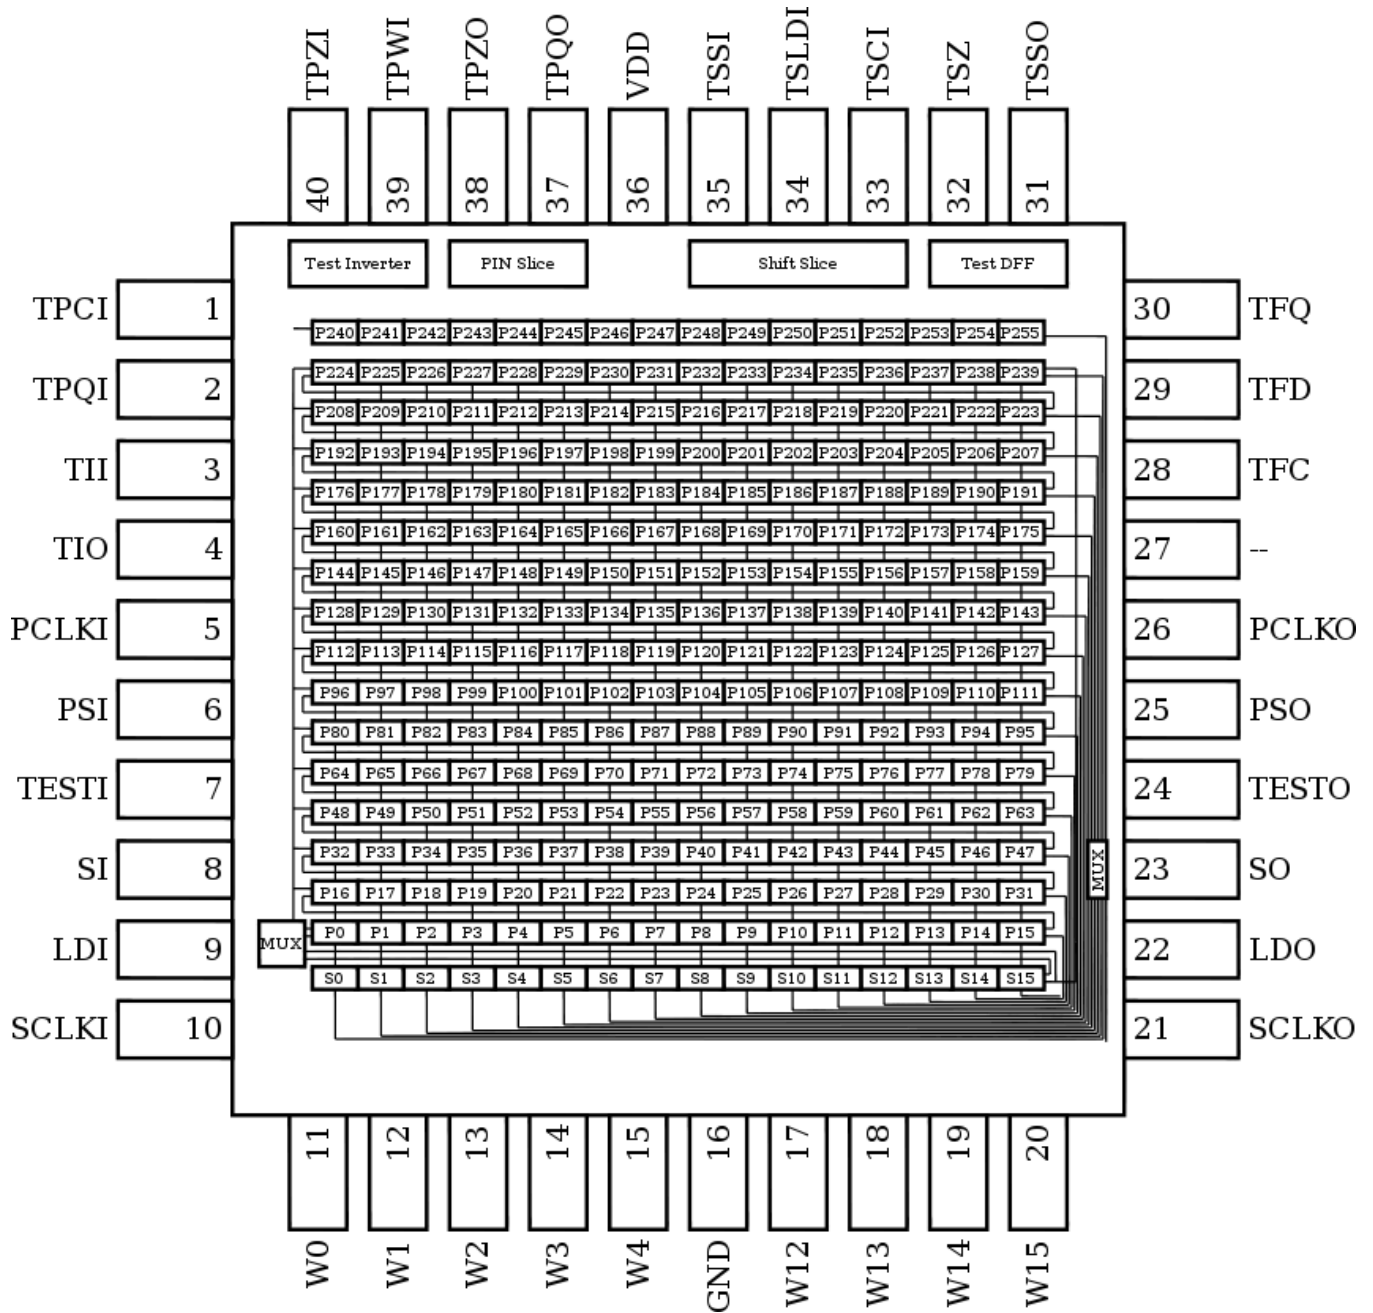 TPZI TPWI TPZO TPQO VDD TSSI TSLDI TSCI TSZ TSSO
40 39 38 37 36 35 34 33 32 31
Test Inverter PIN Slice Shift Slice Test DFF
TPCI 1 30 TFQ
P240 P241 P242 P243 P244 P245 P246 P247 P248 P249 P250 P251 P252 P253 P254 P255
P224 P225 P226 P227 P228 P229 P230 P231 P232 P233 P234 P235 P236 P237 P238 P239
TPQI 2 29 TFD
P208 P209 P210 P211 P212 P213 P214 P215 P216 P217 P218 P219 P220 P221 P222 P223
P192 P193 P194 P195 P196 P197 P198 P199 P200 P201 P202 P203 P204 P205 P206 P207
TII 3 28 TFC
P176 P177 P178 P179 P180 P181 P182 P183 P184 P185 P186 P187 P188 P189 P190 P191
P160 P161 P162 P163 P164 P165 P166 P167 P168 P169 P170 P171 P172 P173 P174 P175
TIO 4 27 --
P144 P145 P146 P147 P148 P149 P150 P151 P152 P153 P154 P155 P156 P157 P158 P159
P128 P129 P130 P131 P132 P133 P134 P135 P136 P137 P138 P139 P140 P141 P142 P143
PCLKI 5 26 PCLKO
P112 P113 P114 P115 P116 P117 P118 P119 P120 P121 P122 P123 P124 P125 P126 P127
P96 P97 P98 P99 P100 P101 P102 P103 P104 P105 P106 P107 P108 P109 P110 P111
PSI 6 25 PSO
P80 P81 P82 P83 P84 P85 P86 P87 P88 P89 P90 P91 P92 P93 P94 P95
P64 P65 P66 P67 P68 P69 P70 P71 P72 P73 P74 P75 P76 P77 P78 P79
TESTI 7 24 TESTO
P48 P49 P50 P51 P52 P53 P54 P55 P56 P57 P58 P59 P60 P61 P62 P63
P32 P33 P34 P35 P36 P37 P38 P39 P40 P41 P42 P43 P44 P45 P46 P47
MUX
SI 8 23 SO
P16 P17 P18 P19 P20 P21 P22 P23 P24 P25 P26 P27 P28 P29 P30 P31
P0 P1 P2 P3 P4 P5 P6 P7 P8 P9 P10 P11 P12 P13 P14 P15
MUX
LDI 9 22 LDO
S0 S1 S2 S3 S4 S5 S6 S7 S8 S9 S10 S11 S12 S13 S14 S15
SCLKI 10 21 SCLKO
11 12 13 14 15 16 17 18 19 20
W0 W1 W2 W3 W4 GND W12 W13 W14 W15